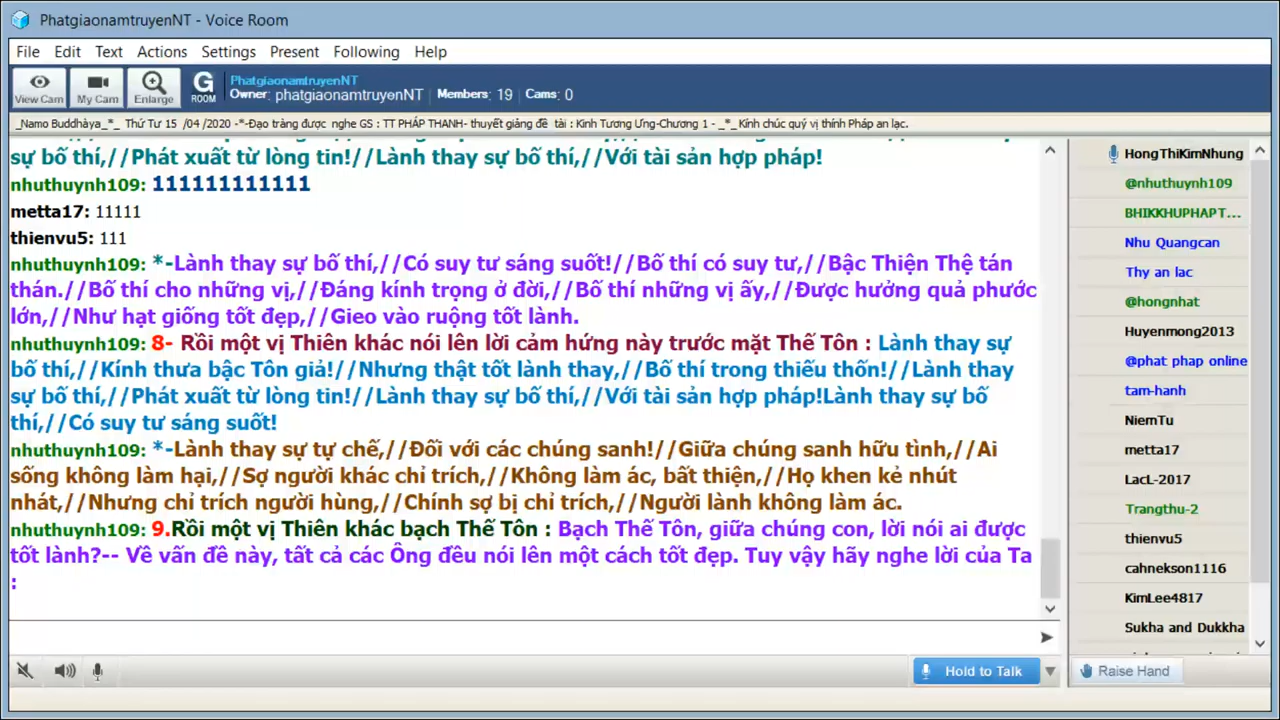 PhatgiaonamtruyenNT - Voice Room
File Edit Text Actions Settings Present Following Help
View Cam My Cam Enlarge G ROOM
PhatgiaonamtruyenNT
Owner: phatgiaonamtruyenNT Members: 19 Cams: 0
_Namo Buddhàya_*_ Thứ Tư 15 /04 /2020 -*-Đạo tràng được nghe GS : TT PHÁP THANH- thuyết giảng đề tài : Kinh Tương Ưng-Chương 1 - _*_ Kính chúc quý vị thính Pháp an lạc.
sự bố thí,//Phát xuất từ lòng tin!//Lành thay sự bố thí,//Với tài sản hợp pháp!
nhuthuynh109: 111111111111
metta17: 11111
thienvu5: 111
nhuthuynh109: *-Lành thay sự bố thí,//Có suy tư sáng suốt!//Bố thí có suy tư,//Bậc Thiện Thệ tán
thán.//Bố thí cho những vị,//Đáng kính trọng ở đời,//Bố thí những vị ấy,//Được hưởng quả phước
lớn,//Như hạt giống tốt đẹp,//Gieo vào ruộng tốt lành.
nhuthuynh109: 8- Rồi một vị Thiên khác nói lên lời cảm hứng này trước mặt Thế Tôn : Lành thay sự
bố thí,//Kính thưa bậc Tôn giả!//Nhưng thật tốt lành thay,//Bố thí trong thiếu thốn!//Lành thay
sự bố thí,//Phát xuất từ lòng tin!//Lành thay sự bố thí,//Với tài sản hợp pháp!Lành thay sự bố
thí,//Có suy tư sáng suốt!
nhuthuynh109: *-Lành thay sự tự chế,//Đối với các chúng sanh!//Giữa chúng sanh hữu tình,//Ai
sống không làm hại,//Sợ người khác chỉ trích,//Không làm ác, bất thiện,//Họ khen kẻ nhút
nhát,//Nhưng chỉ trích người hùng,//Chính sợ bị chỉ trích,//Người lành không làm ác.
nhuthuynh109: 9.Rồi một vị Thiên khác bạch Thế Tôn : Bạch Thế Tôn, giữa chúng con, lời nói ai được
tốt lành?-- Về vấn đề này, tất cả các Ông đều nói lên một cách tốt đẹp. Tuy vậy hãy nghe lời của Ta
:
HongThiKimNhung
@nhuthuynh109
BHIKKHUPHAPT...
Nhu Quangcan
Thy an lac
@hongnhat
Huyenmong2013
@phat phap online
tam-hanh
NiemTu
metta17
LacL-2017
Trangthu-2
thienvu5
cahnekson1116
KimLee4817
Sukha and Dukkha
Hold to Talk
Raise Hand